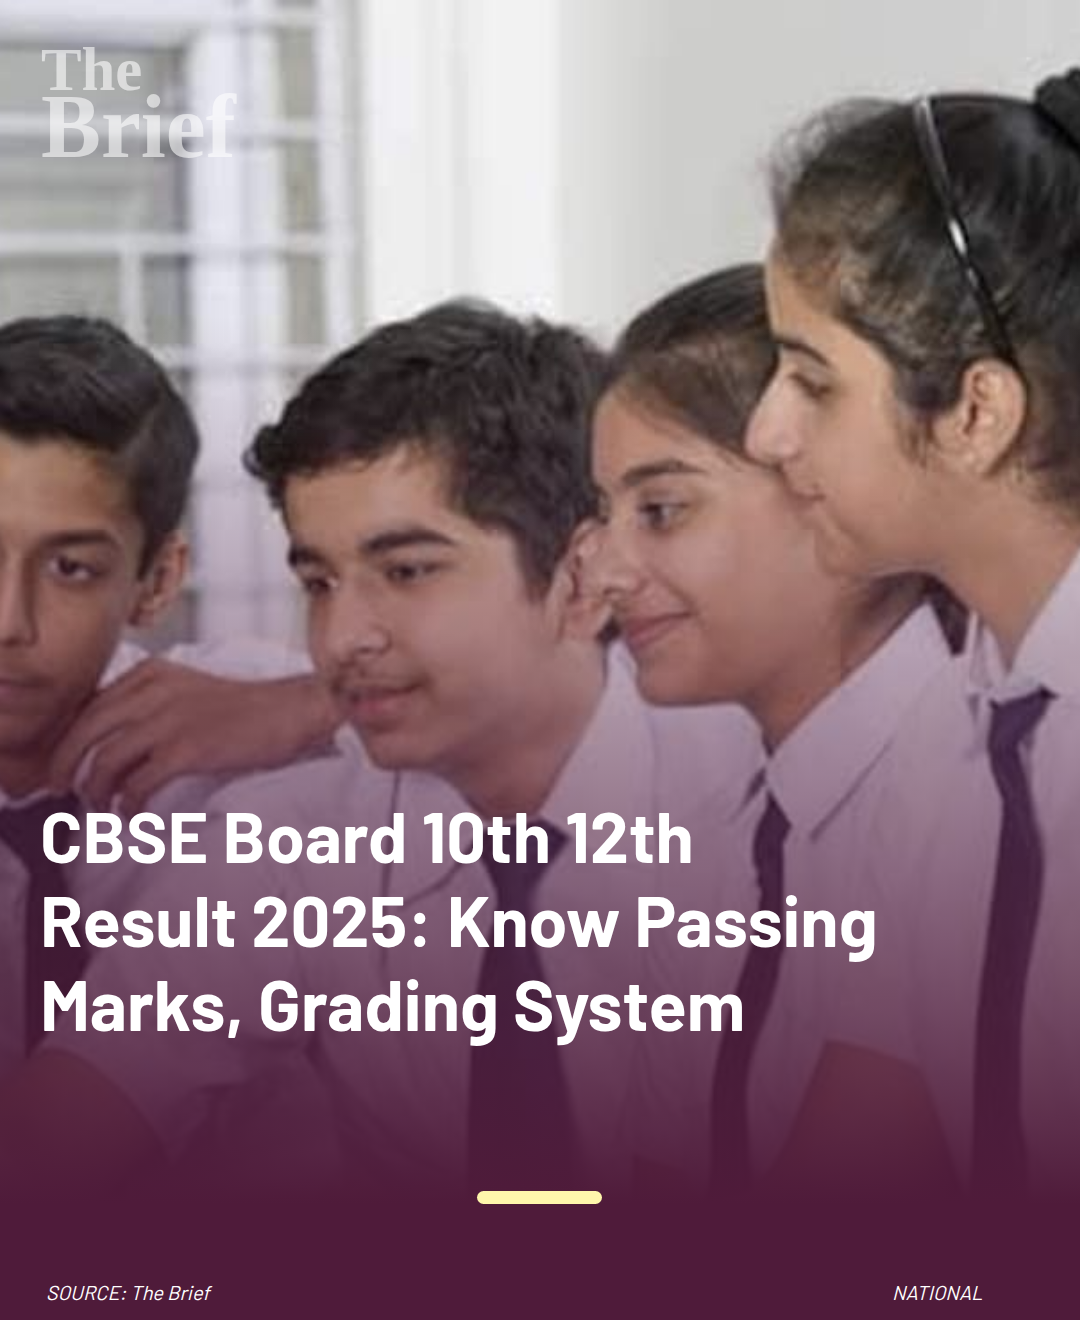 The
Brief
CBSE Board 10th 12th
Result 2025: Know Passing
Marks, Grading System
SOURCE: The Brief
NATIONAL